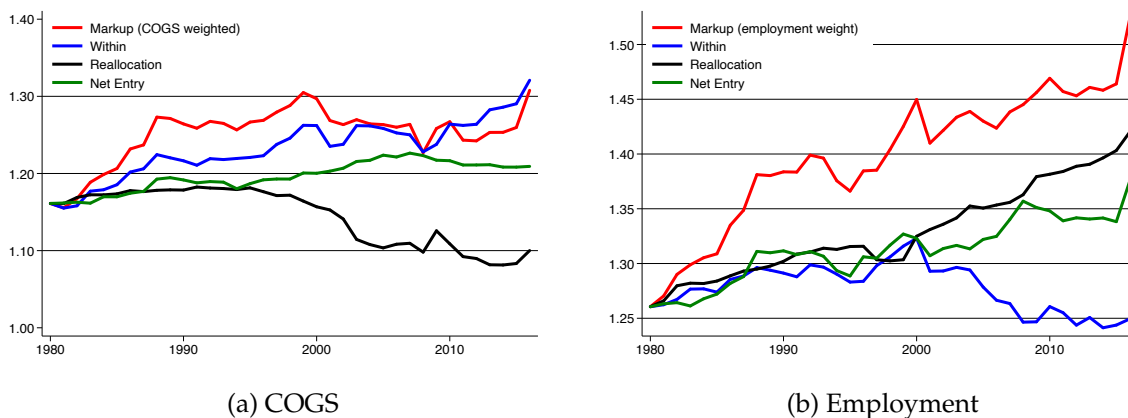 1.40
1.30
1.20
1.10
1.00
Markup (COGS weighted)
Within
Reallocation
Net Entry
1980
1990
2000
2010
(a) COGS
1.50
1.45
1.40
1.35
1.30
1.25
Markup (employment weight)
Within
Reallocation
Net Entry
1980
1990
2000
2010
(b) Employment